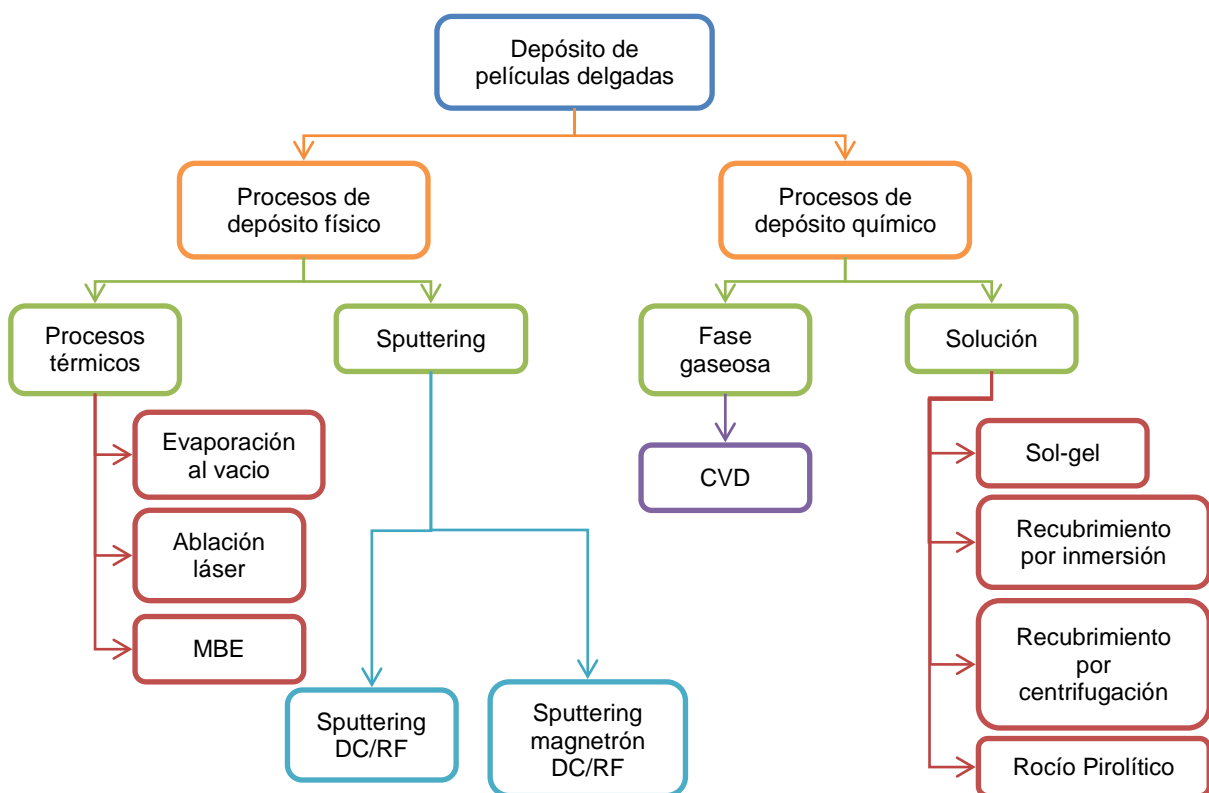 Depósito de
películas delgadas
Procesos de
depósito físico
Procesos de
depósito químico
Procesos
térmicos
Sputtering
Fase
gaseosa
Solución
Evaporación
al vacio
Ablación
láser
MBE
Sputtering
DC/RF
Sputtering
magnetrón
DC/RF
CVD
Sol-gel
Recubrimiento
por inmersión
Recubrimiento
por
centrifugación
Rocío Pirolítico